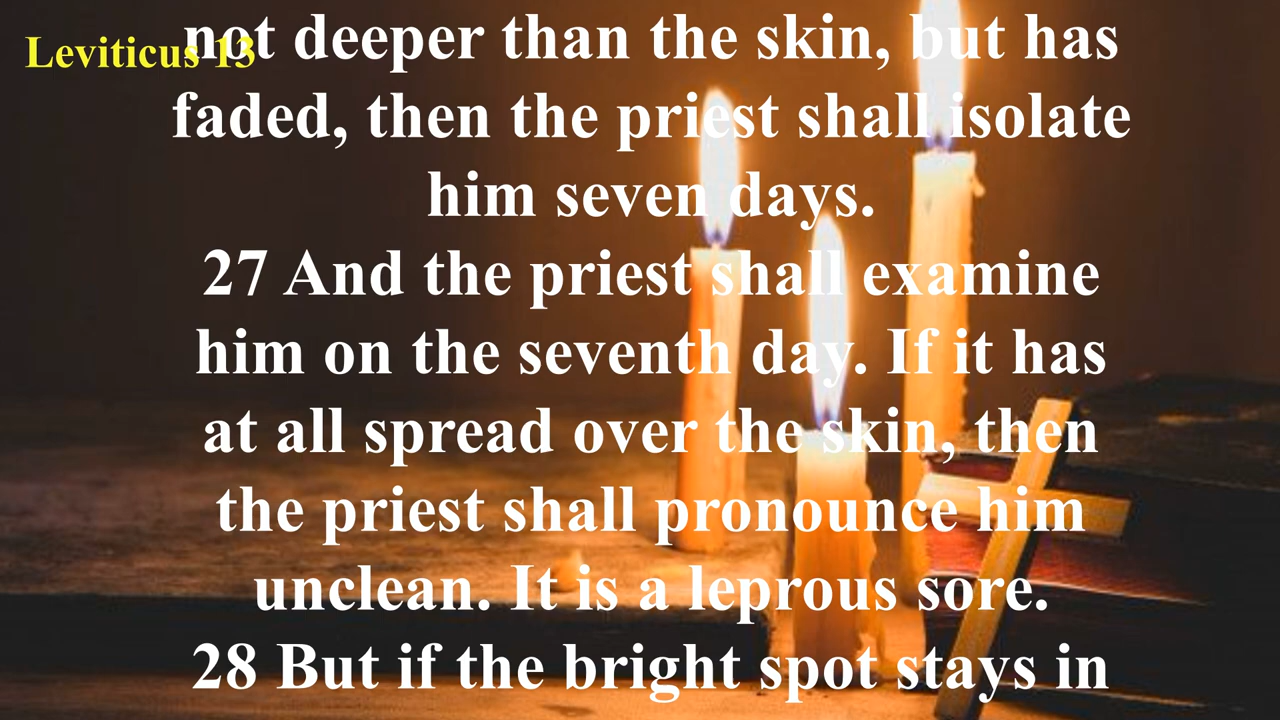 Leviticus 13
not deeper than the skin, but has
faded, then the priest shall isolate
him seven days.
27 And the priest shall examine
him on the seventh day. If it has
at all spread over the skin, then
the priest shall pronounce him
unclean. It is a leprous sore.
28 But if the bright spot stays in